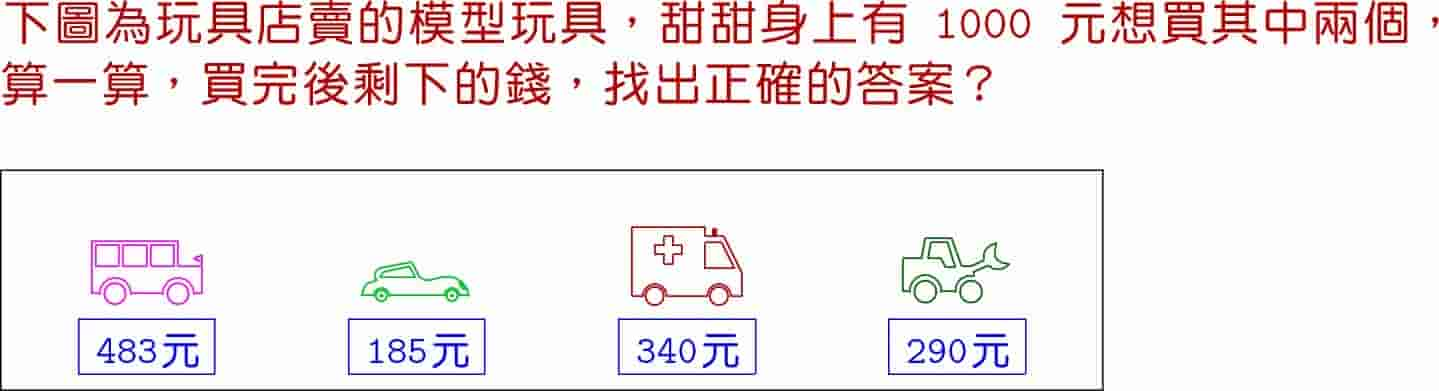 下圖為玩具店賣的模型玩具，甜甜身上有 1000 元想買其中兩個，
算一算，買完後剩下的錢，找出正確的答案？
483元 185元 340元 290元